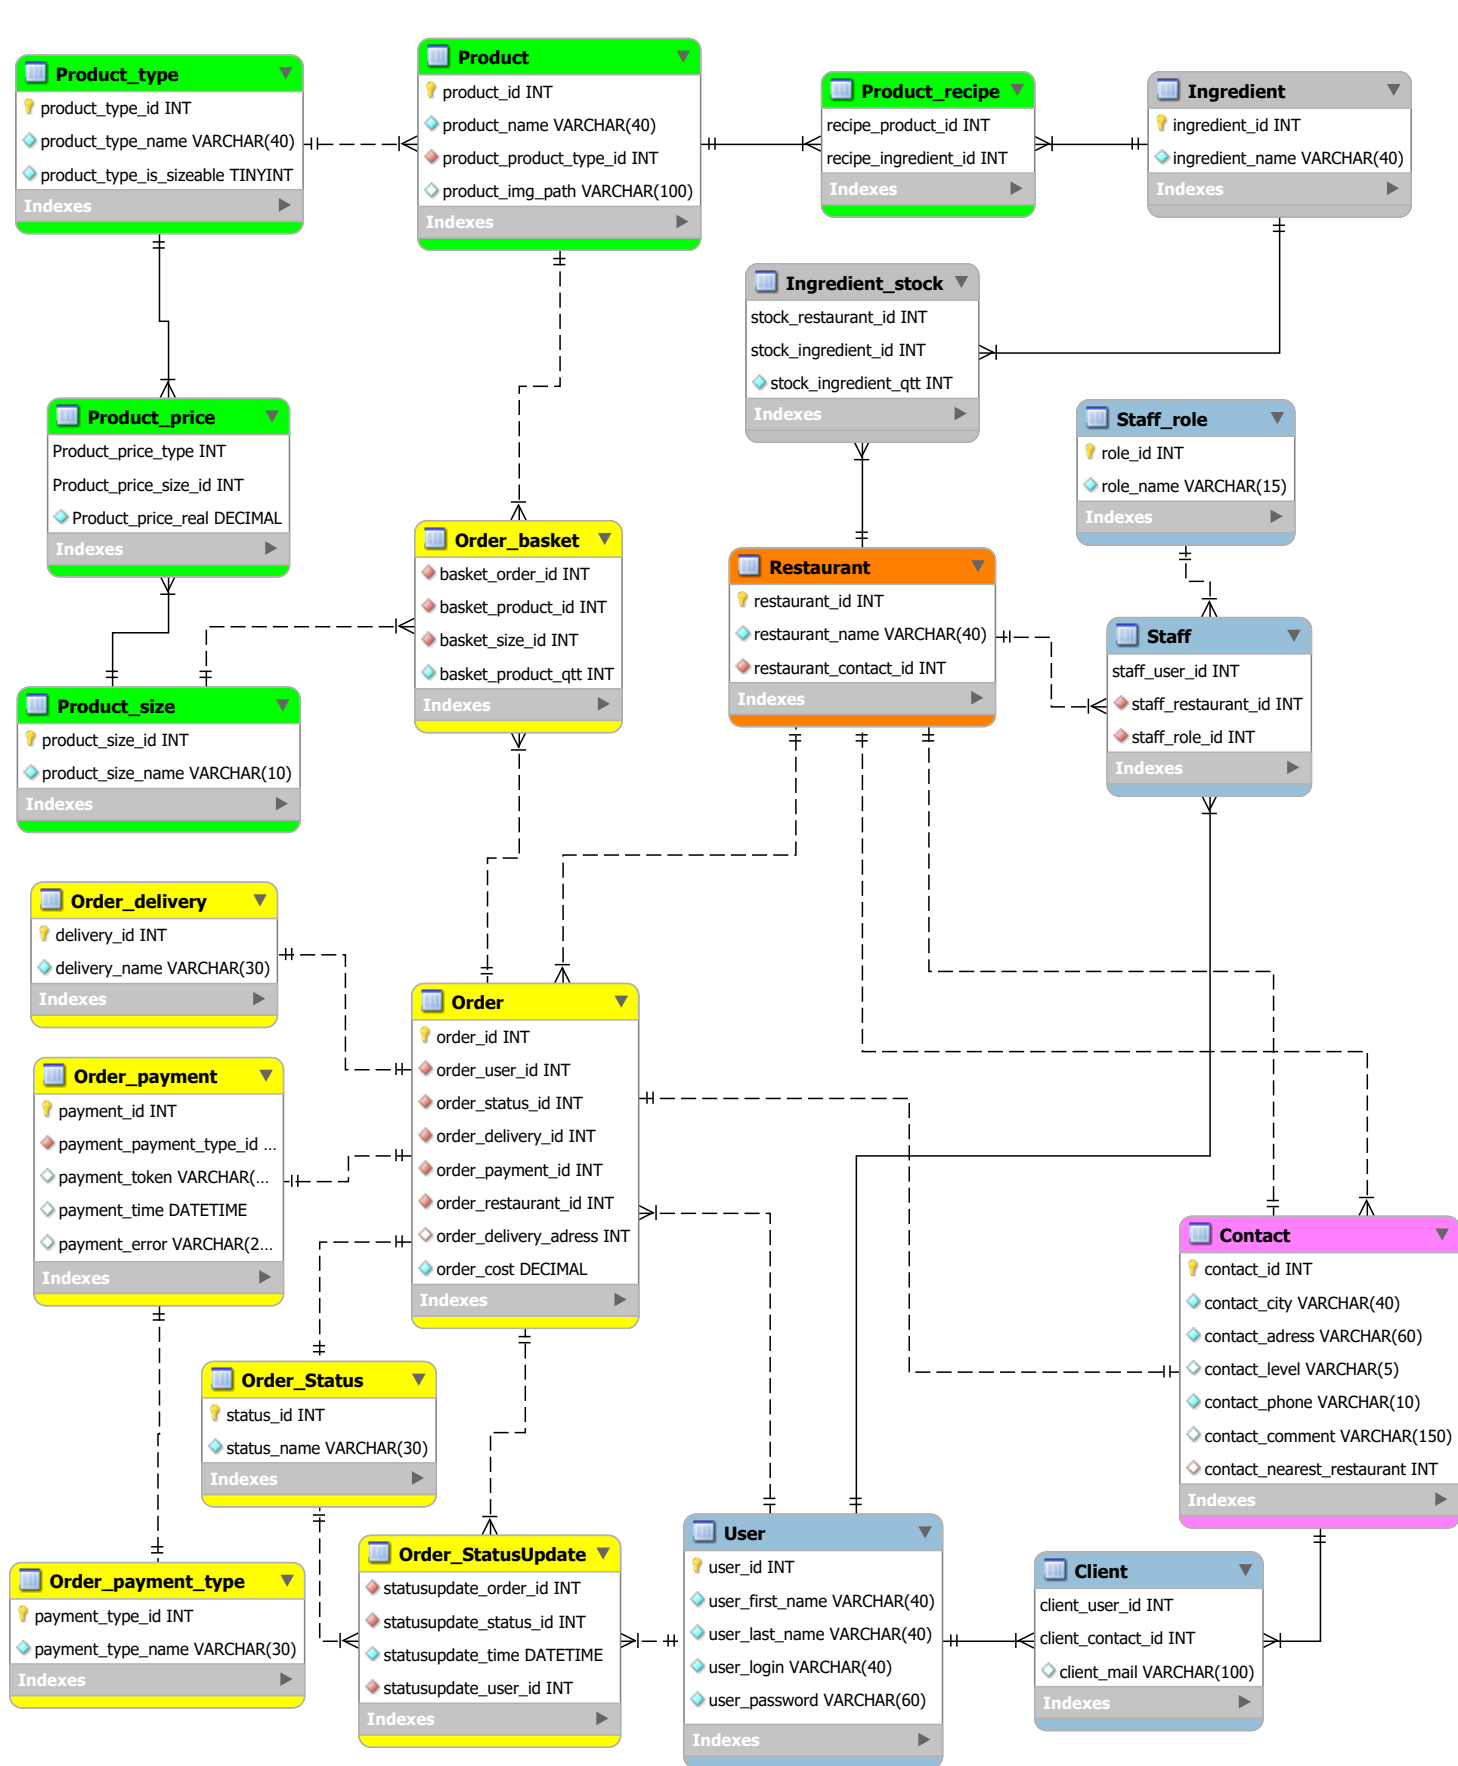 Product_type
product_type_id INT
product_type_name VARCHAR(40)
product_type_is_sizeable TINYINT
Indexes
Product
product_id INT
product_name VARCHAR(40)
product_product_type_id INT
product_img_path VARCHAR(100)
Indexes
Product_recipe
recipe_product_id INT
recipe_ingredient_id INT
Indexes
Ingredient
ingredient_id INT
ingredient_name VARCHAR(40)
Indexes
Ingredient_stock
stock_restaurant_id INT
stock_ingredient_id INT
stock_ingredient_qtt INT
Indexes
Product_price
Product_price_type INT
Product_price_size_id INT
Product_price_real DECIMAL
Indexes
Staff_role
role_id INT
role_name VARCHAR(15)
Indexes
Order_basket
basket_order_id INT
basket_product_id INT
basket_size_id INT
basket_product_qtt INT
Indexes
Restaurant
restaurant_id INT
restaurant_name VARCHAR(40)
restaurant_contact_id INT
Indexes
Staff
staff_user_id INT
staff_restaurant_id INT
staff_role_id INT
Indexes
Product_size
product_size_id INT
product_size_name VARCHAR(10)
Indexes
Order_delivery
delivery_id INT
delivery_name VARCHAR(30)
Indexes
Order
order_id INT
order_user_id INT
order_status_id INT
order_delivery_id INT
order_payment_id INT
order_restaurant_id INT
order_delivery_adress INT
order_cost DECIMAL
Indexes
Order_payment
payment_id INT
payment_payment_type_id ...
payment_token VARCHAR(...
payment_time DATETIME
payment_error VARCHAR(2...
Indexes
Contact
contact_id INT
contact_city VARCHAR(40)
contact_adress VARCHAR(60)
contact_level VARCHAR(5)
contact_phone VARCHAR(10)
contact_comment VARCHAR(150)
contact_nearest_restaurant INT
Indexes
Order_Status
status_id INT
status_name VARCHAR(30)
Indexes
Order_payment_type
payment_type_id INT
payment_type_name VARCHAR(30)
Indexes
Order_StatusUpdate
statusupdate_order_id INT
statusupdate_status_id INT
statusupdate_time DATETIME
statusupdate_user_id INT
Indexes
User
user_id INT
user_first_name VARCHAR(40)
user_last_name VARCHAR(40)
user_login VARCHAR(40)
user_password VARCHAR(60)
Indexes
Client
client_user_id INT
client_contact_id INT
client_mail VARCHAR(100)
Indexes